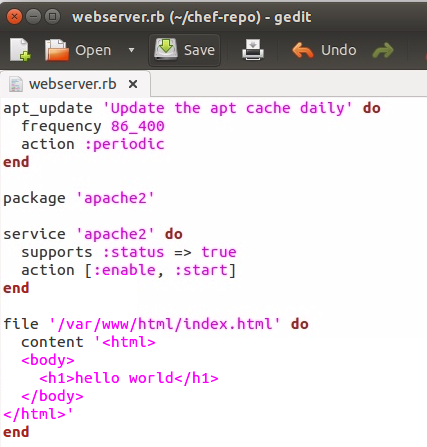 webserver.rb (~/chef-repo) - gedit
Open Save Undo
webserver.rb ×
apt_update 'Update the apt cache daily' do
  frequency 86_400
  action :periodic
end

package 'apache2'

service 'apache2' do
  supports :status => true
  action [:enable, :start]
end

file '/var/www/html/index.html' do
  content '<html>
  <body>
    <h1>hello world</h1>
  </body>
</html>'
end